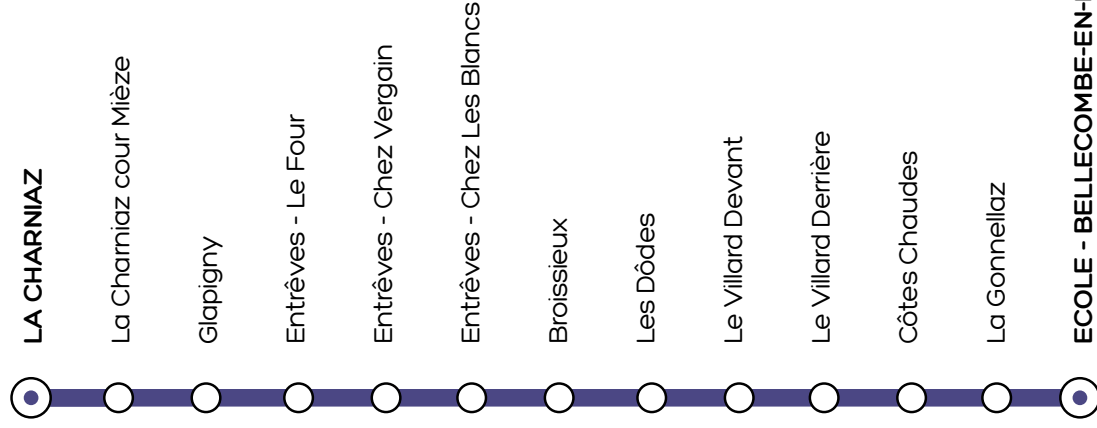 LA CHARNIAZ
La Charniaz cour Mièze
Glapigny
Entrêves - Le Four
Entrêves - Chez Vergain
Entrêves - Chez Les Blancs
Broissieux
Les Dôdes
Le Villard Devant
Le Villard Derrière
Côtes Chaudes
La Gonnellaz
ECOLE - BELLECOMBE-EN-